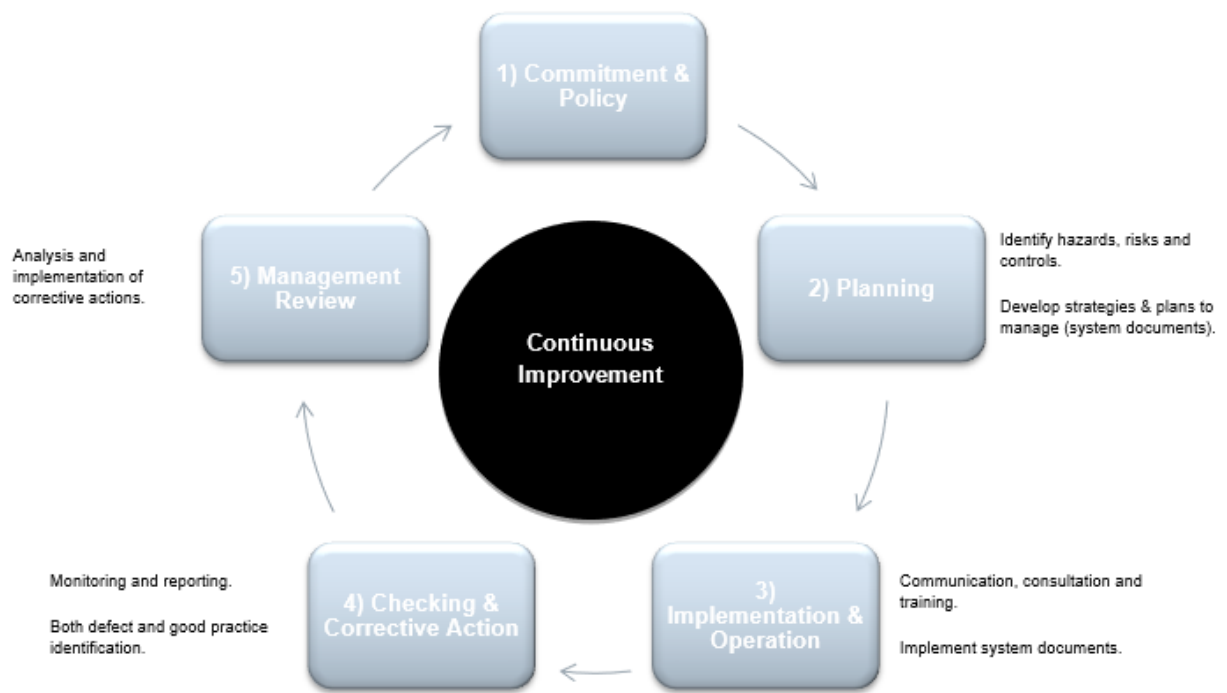 1) Commitment &
Policy
2) Planning
Identify hazards, risks and
controls.
Develop strategies & plans to
manage (system documents).
3)
Implementation &
Operation
Communication, consultation and
training.
Implement system documents.
4) Checking &
Corrective Action
Monitoring and reporting.
Both defect and good practice
identification.
5) Management
Review
Analysis and
implementation of
corrective actions.
Continuous
Improvement